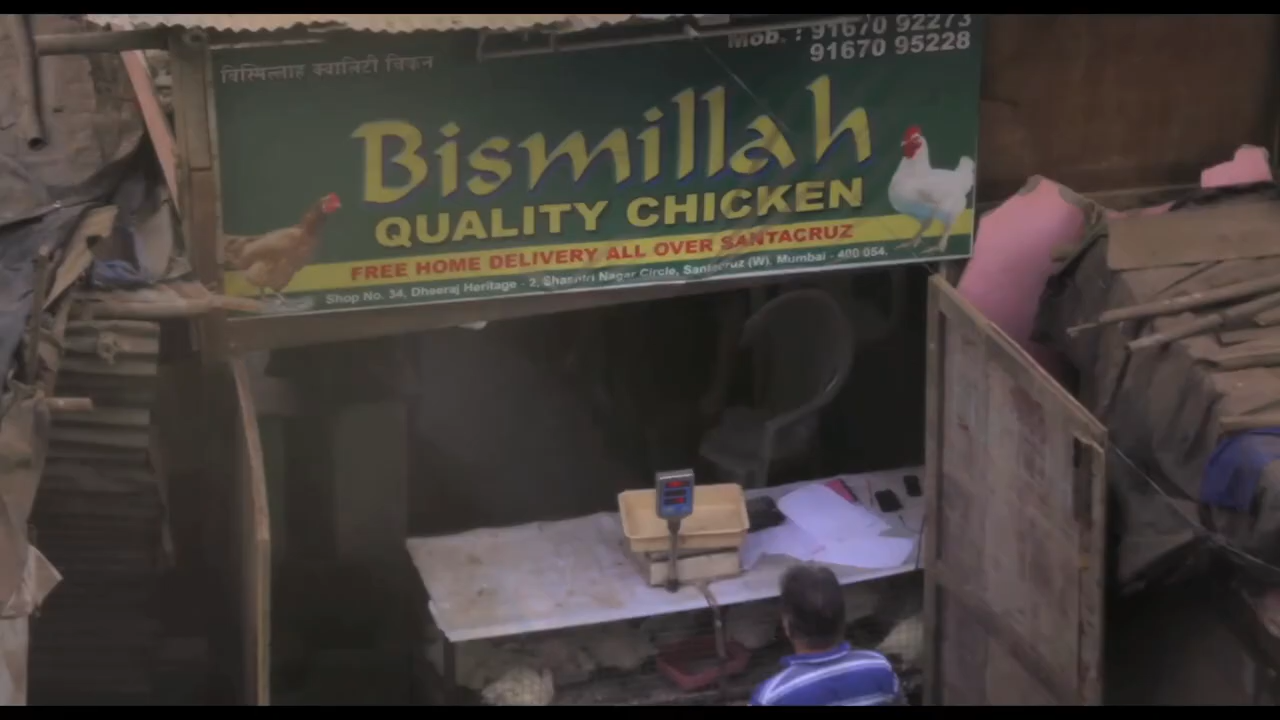 Mob. : 91670 92273
91670 95228
बिस्मिल्लाह क्वालिटी चिकन
Bismillah
QUALITY CHICKEN
FREE HOME DELIVERY ALL OVER SANTACRUZ
Shop No. 34, Dheeraj Heritage - 2, Shashtri Nagar Circle, Santacruz (W), Mumbai - 400 054.